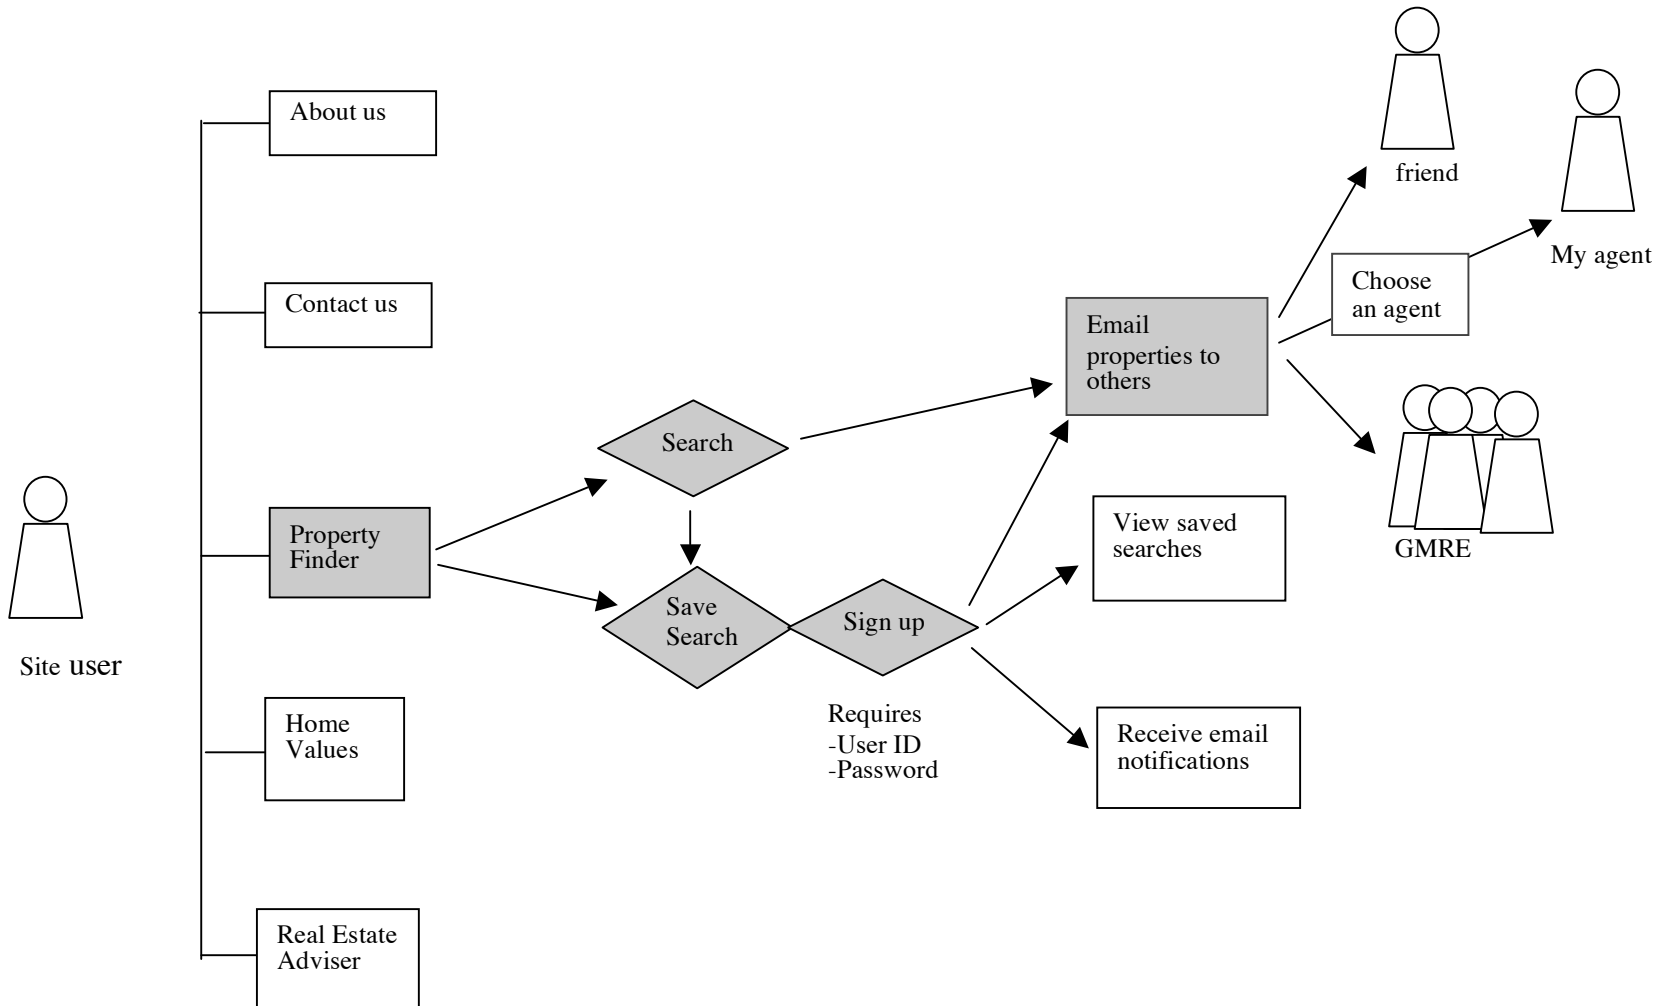 About us
Contact us
Property
Finder
Home
Values
Real Estate
Adviser
Site user
Search
Save
Search
Sign up
Requires
-User ID
-Password
Email
properties to
others
View saved
searches
Receive email
notifications
Choose
an agent
friend
My agent
GMRE